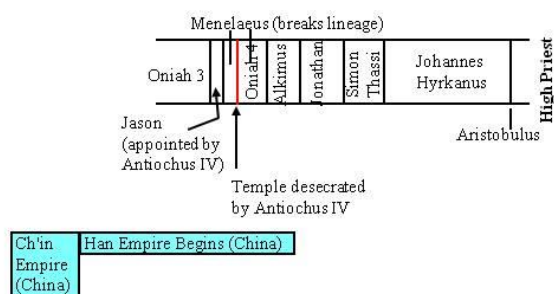 Menelaeus (breaks lineage)
Oniah 3
Oniah 4
Alkimus
Jonathan
Simon
Thassi
Johannes
Hyrkanus
High Priest
Aristobulus
Jason
(appointed by
Antiochus IV)
Temple desecrated
by Antiochus IV
Ch'in
Empire
(China)
Han Empire Begins (China)